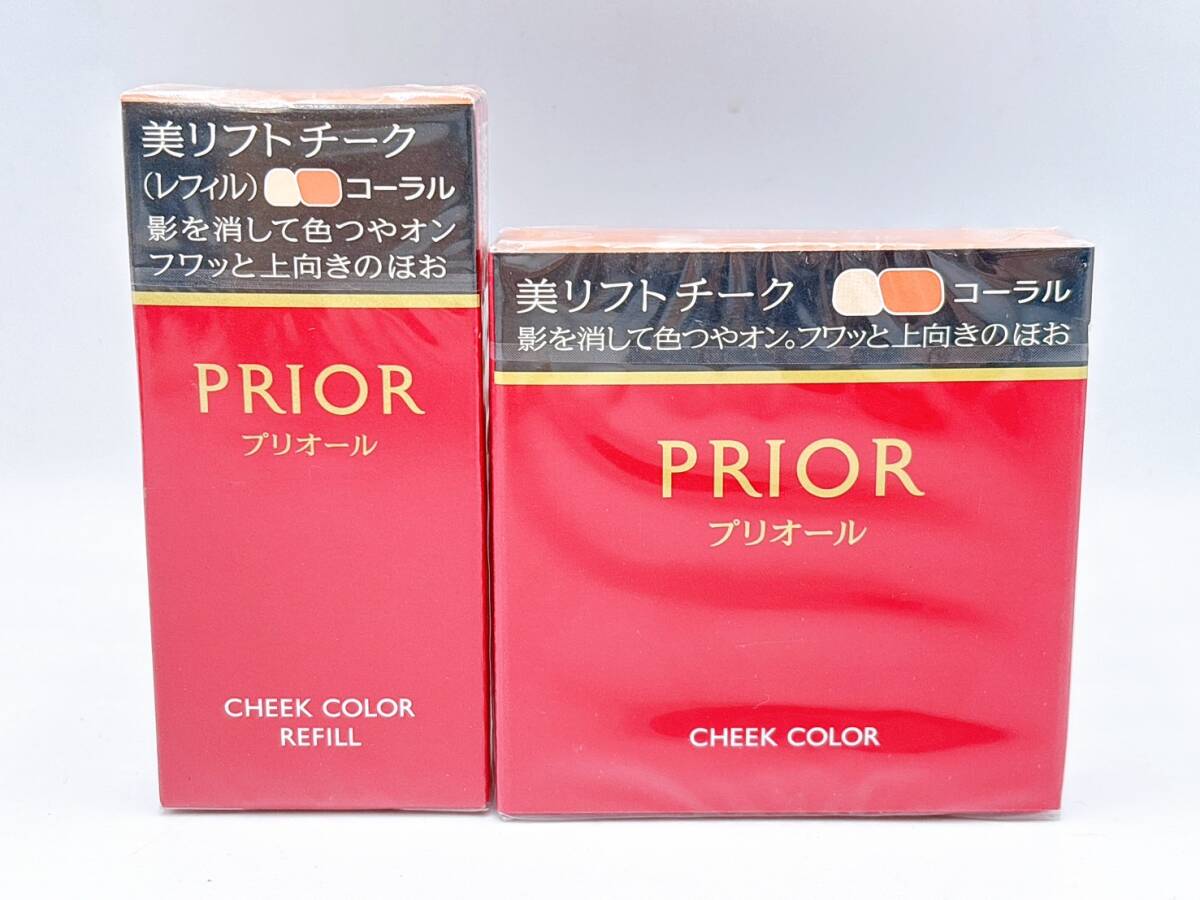 美リフトチーク
(レフィル) コーラル
影を消して色つやオン
フワッと上向きのほお
PRIOR
プリオール
CHEEK COLOR
REFILL
美リフトチーク コーラル
影を消して色つやオン。フワッと上向きのほお
PRIOR
プリオール
CHEEK COLOR